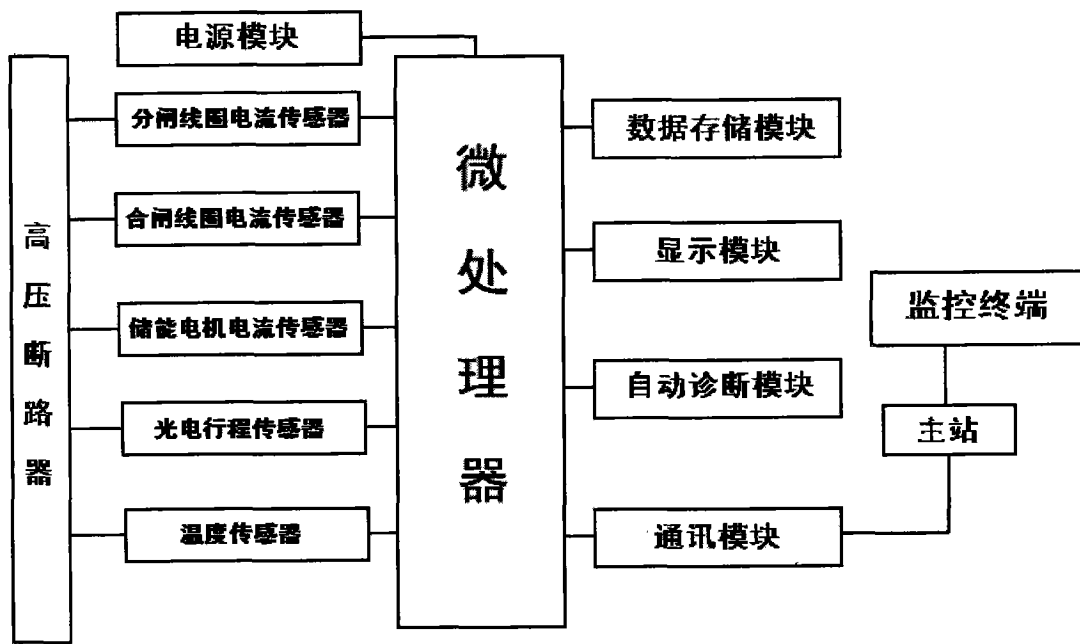 电源模块
高压断路器
分闸线圈电流传感器
合闸线圈电流传感器
储能电机电流传感器
光电行程传感器
温度传感器
微处理器
数据存储模块
显示模块
自动诊断模块
通讯模块
监控终端
主站